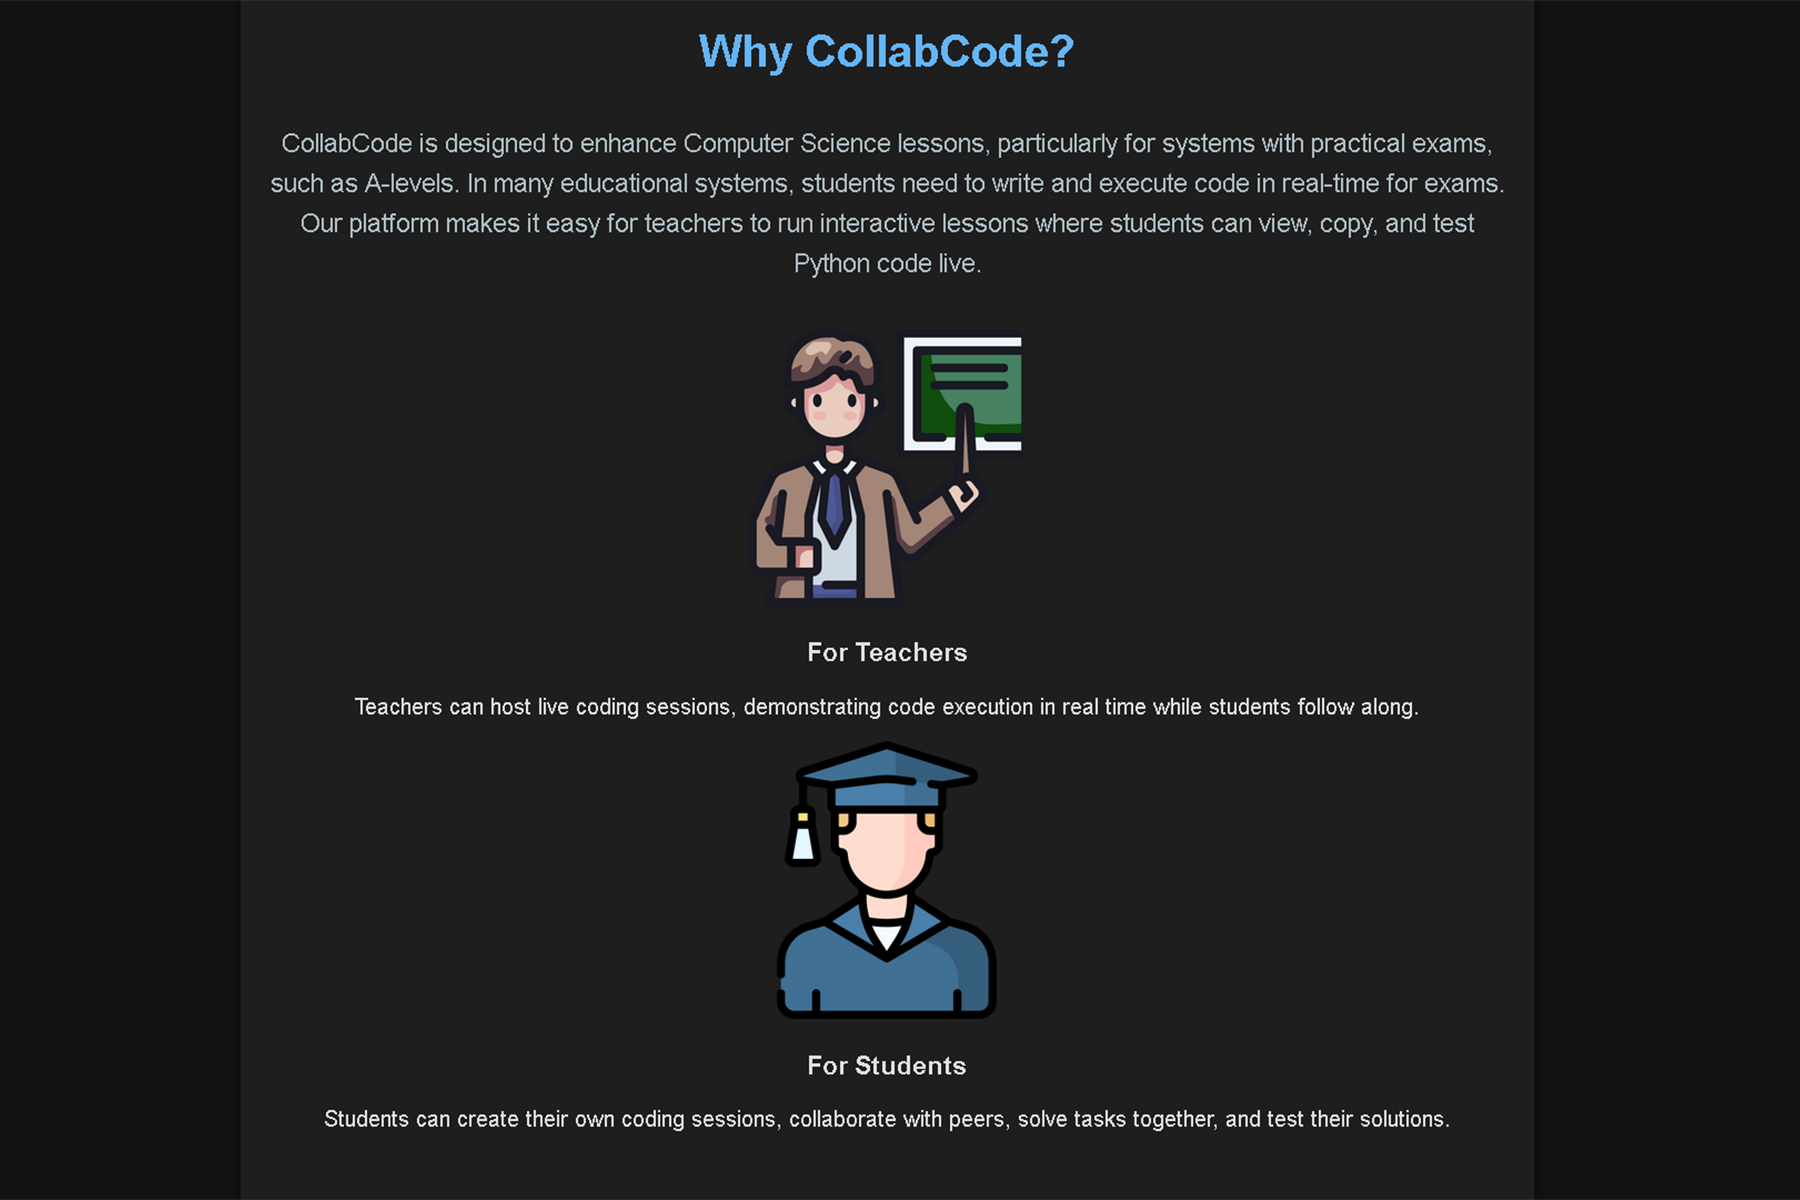 Why CollabCode?
CollabCode is designed to enhance Computer Science lessons, particularly for systems with practical exams,
such as A-levels. In many educational systems, students need to write and execute code in real-time for exams.
Our platform makes it easy for teachers to run interactive lessons where students can view, copy, and test
Python code live.
For Teachers
Teachers can host live coding sessions, demonstrating code execution in real time while students follow along.
For Students
Students can create their own coding sessions, collaborate with peers, solve tasks together, and test their solutions.